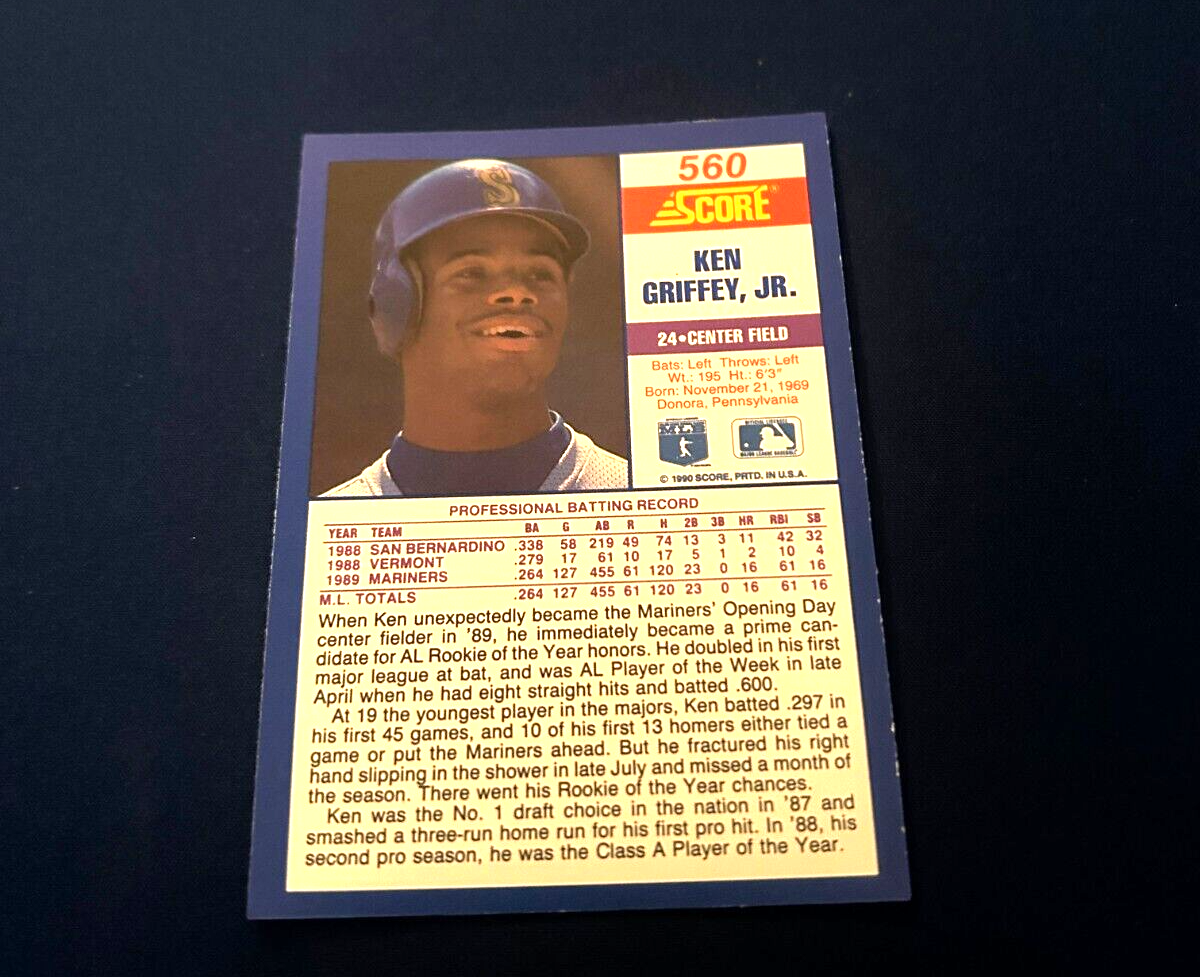 S
560
SCORE®
KEN
GRIFFEY, JR.
24•CENTER FIELD
Bats: Left Throws: Left
Wt.: 195 Ht.: 6'3"
Born: November 21, 1969
Donora, Pennsylvania
MAJOR LEAGUE BASEBALL
© 1990 SCORE, PRTD. IN U.S.A.
PROFESSIONAL BATTING RECORD
YEAR TEAM BA G AB R H 2B 3B HR RBI SB
1988 SAN BERNARDINO .338 58 219 49 74 13 3 11 42 32
1988 VERMONT .279 17 61 10 17 5 1 2 10 4
1989 MARINERS .264 127 455 61 120 23 0 16 61 16
M.L. TOTALS .264 127 455 61 120 23 0 16 61 16
When Ken unexpectedly became the Mariners' Opening Day
center fielder in '89, he immediately became a prime can-
didate for AL Rookie of the Year honors. He doubled in his first
major league at bat, and was AL Player of the Week in late
April when he had eight straight hits and batted .600.
At 19 the youngest player in the majors, Ken batted .297 in
his first 45 games, and 10 of his first 13 homers either tied a
game or put the Mariners ahead. But he fractured his right
hand slipping in the shower in late July and missed a month of
the season. There went his Rookie of the Year chances.
Ken was the No. 1 draft choice in the nation in '87 and
smashed a three-run home run for his first pro hit. In '88, his
second pro season, he was the Class A Player of the Year.